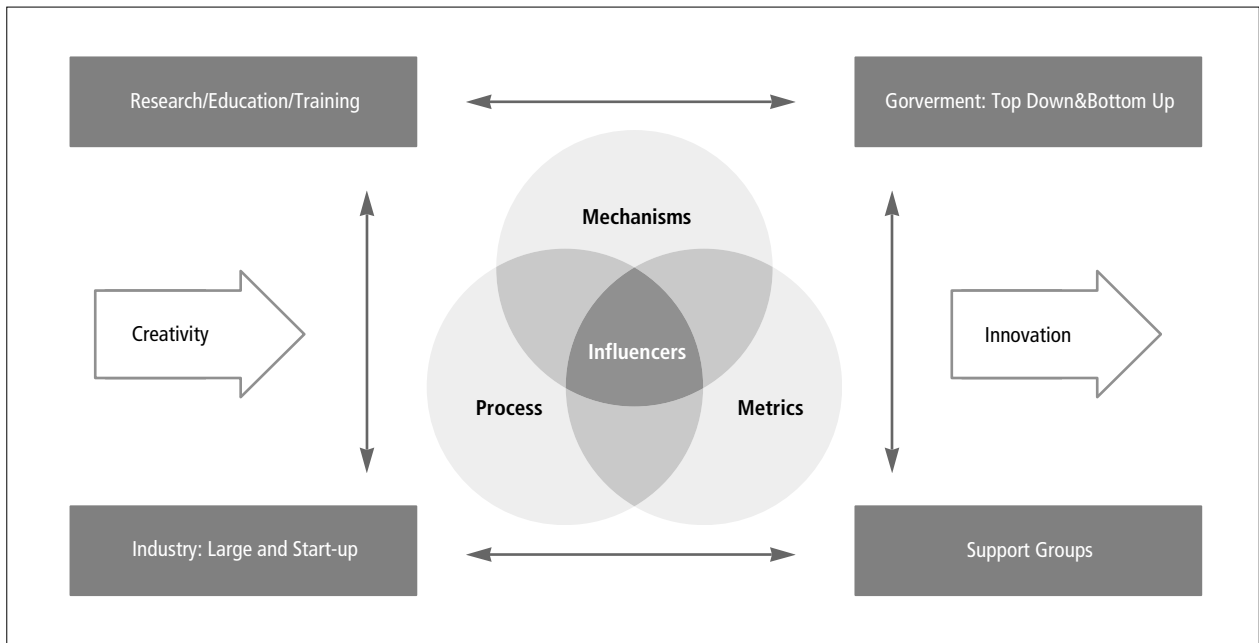 Research/Education/Training
Gorverment: Top Down&Bottom Up
Mechanisms
Creativity
Influencers
Innovation
Process
Metrics
Industry: Large and Start-up
Support Groups